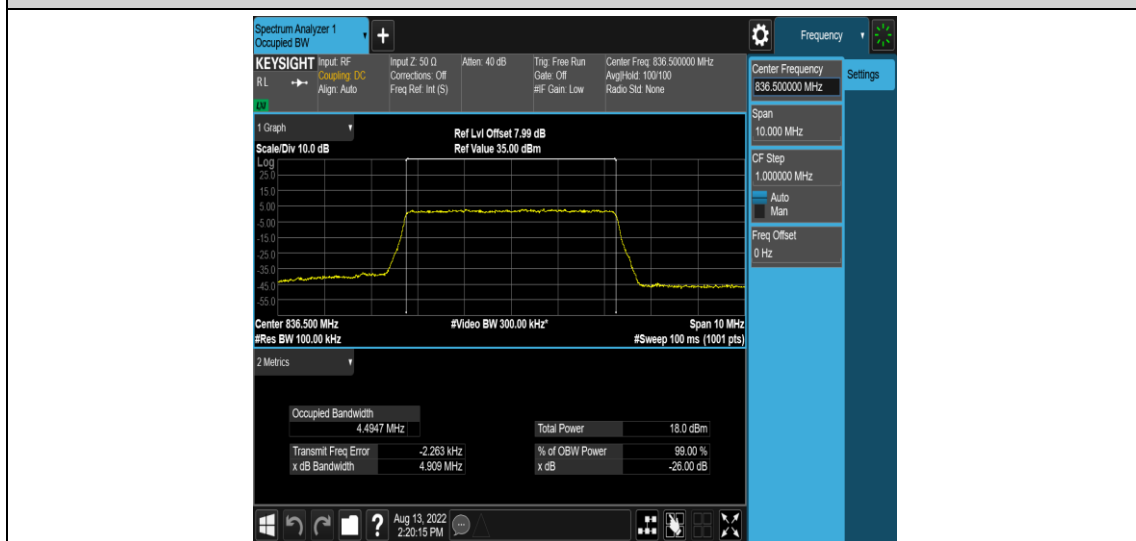 Spectrum Analyzer 1
Occupied BW
+
Frequency
KEYSIGHT
RL
Input: RF
Coupling: DC
Align: Auto
Input Z: 50 Ω
Corrections: Off
Freq Ref: Int (S)
Atten: 40 dB
Trig: Free Run
Gate: Off
#IF Gain: Low
Center Freq: 836.500000 MHz
Avg|Hold: 100/100
Radio Std: None
Center Frequency
836.500000 MHz
Settings
Span
10.000 MHz
CF Step
1.000000 MHz
Auto
Man
Freq Offset
0 Hz
1 Graph
Ref Lvl Offset 7.99 dB
Scale/Div 10.0 dB
Ref Value 35.00 dBm
Log
25.0
15.0
5.00
-5.00
-15.0
-25.0
-35.0
-45.0
-55.0
Center 836.500 MHz
#Video BW 300.00 kHz*
Span 10 MHz
#Res BW 100.00 kHz
#Sweep 100 ms (1001 pts)
2 Metrics
Occupied Bandwidth
4.4947 MHz
Total Power 18.0 dBm
Transmit Freq Error -2.263 kHz
% of OBW Power 99.00 %
x dB Bandwidth 4.909 MHz
x dB -26.00 dB
?
Aug 13, 2022
2:20:15 PM